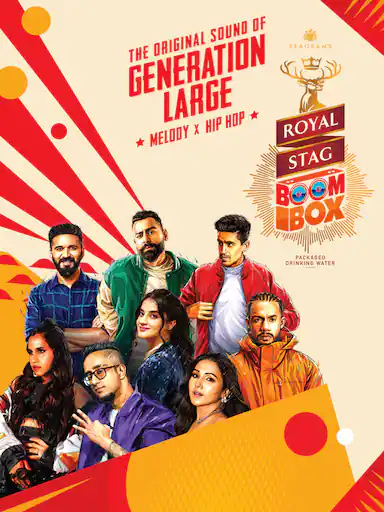 THE ORIGINAL SOUND OF
GENERATION
LARGE
★ MELODY X HIP HOP ★
SEAGRAM'S
ROYAL
STAG
BOOM
BOX
PACKAGED
DRINKING WATER